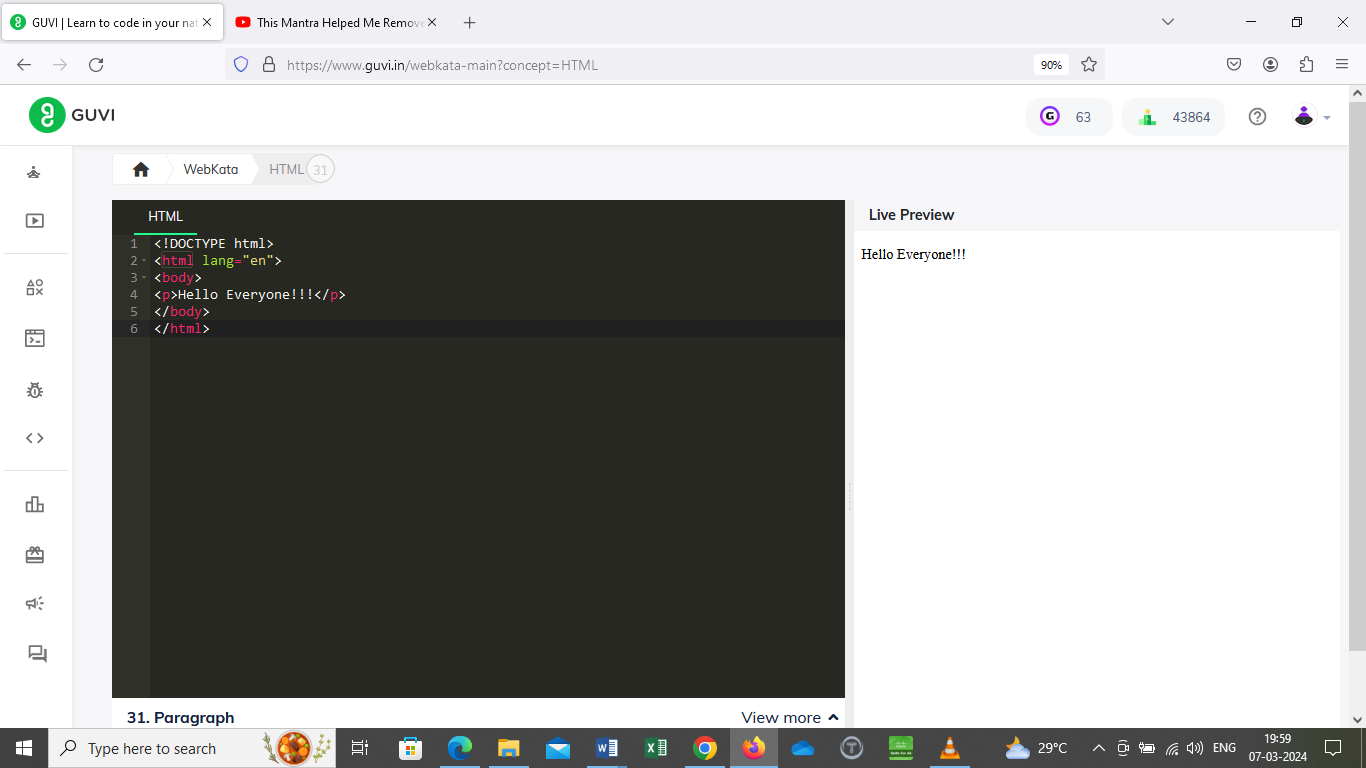 GUVI | Learn to code in your nat
This Mantra Helped Me Remove
https://www.guvi.in/webkata-main?concept=HTML
90%
GUVI
63
43864
WebKata
HTML
31
HTML
Live Preview
1 <!DOCTYPE html>
2 <html lang="en">
3 <body>
4 <p>Hello Everyone!!!</p>
5 </body>
6 </html>
Hello Everyone!!!
31. Paragraph
View more
Type here to search
29°C
ENG
19:59
07-03-2024